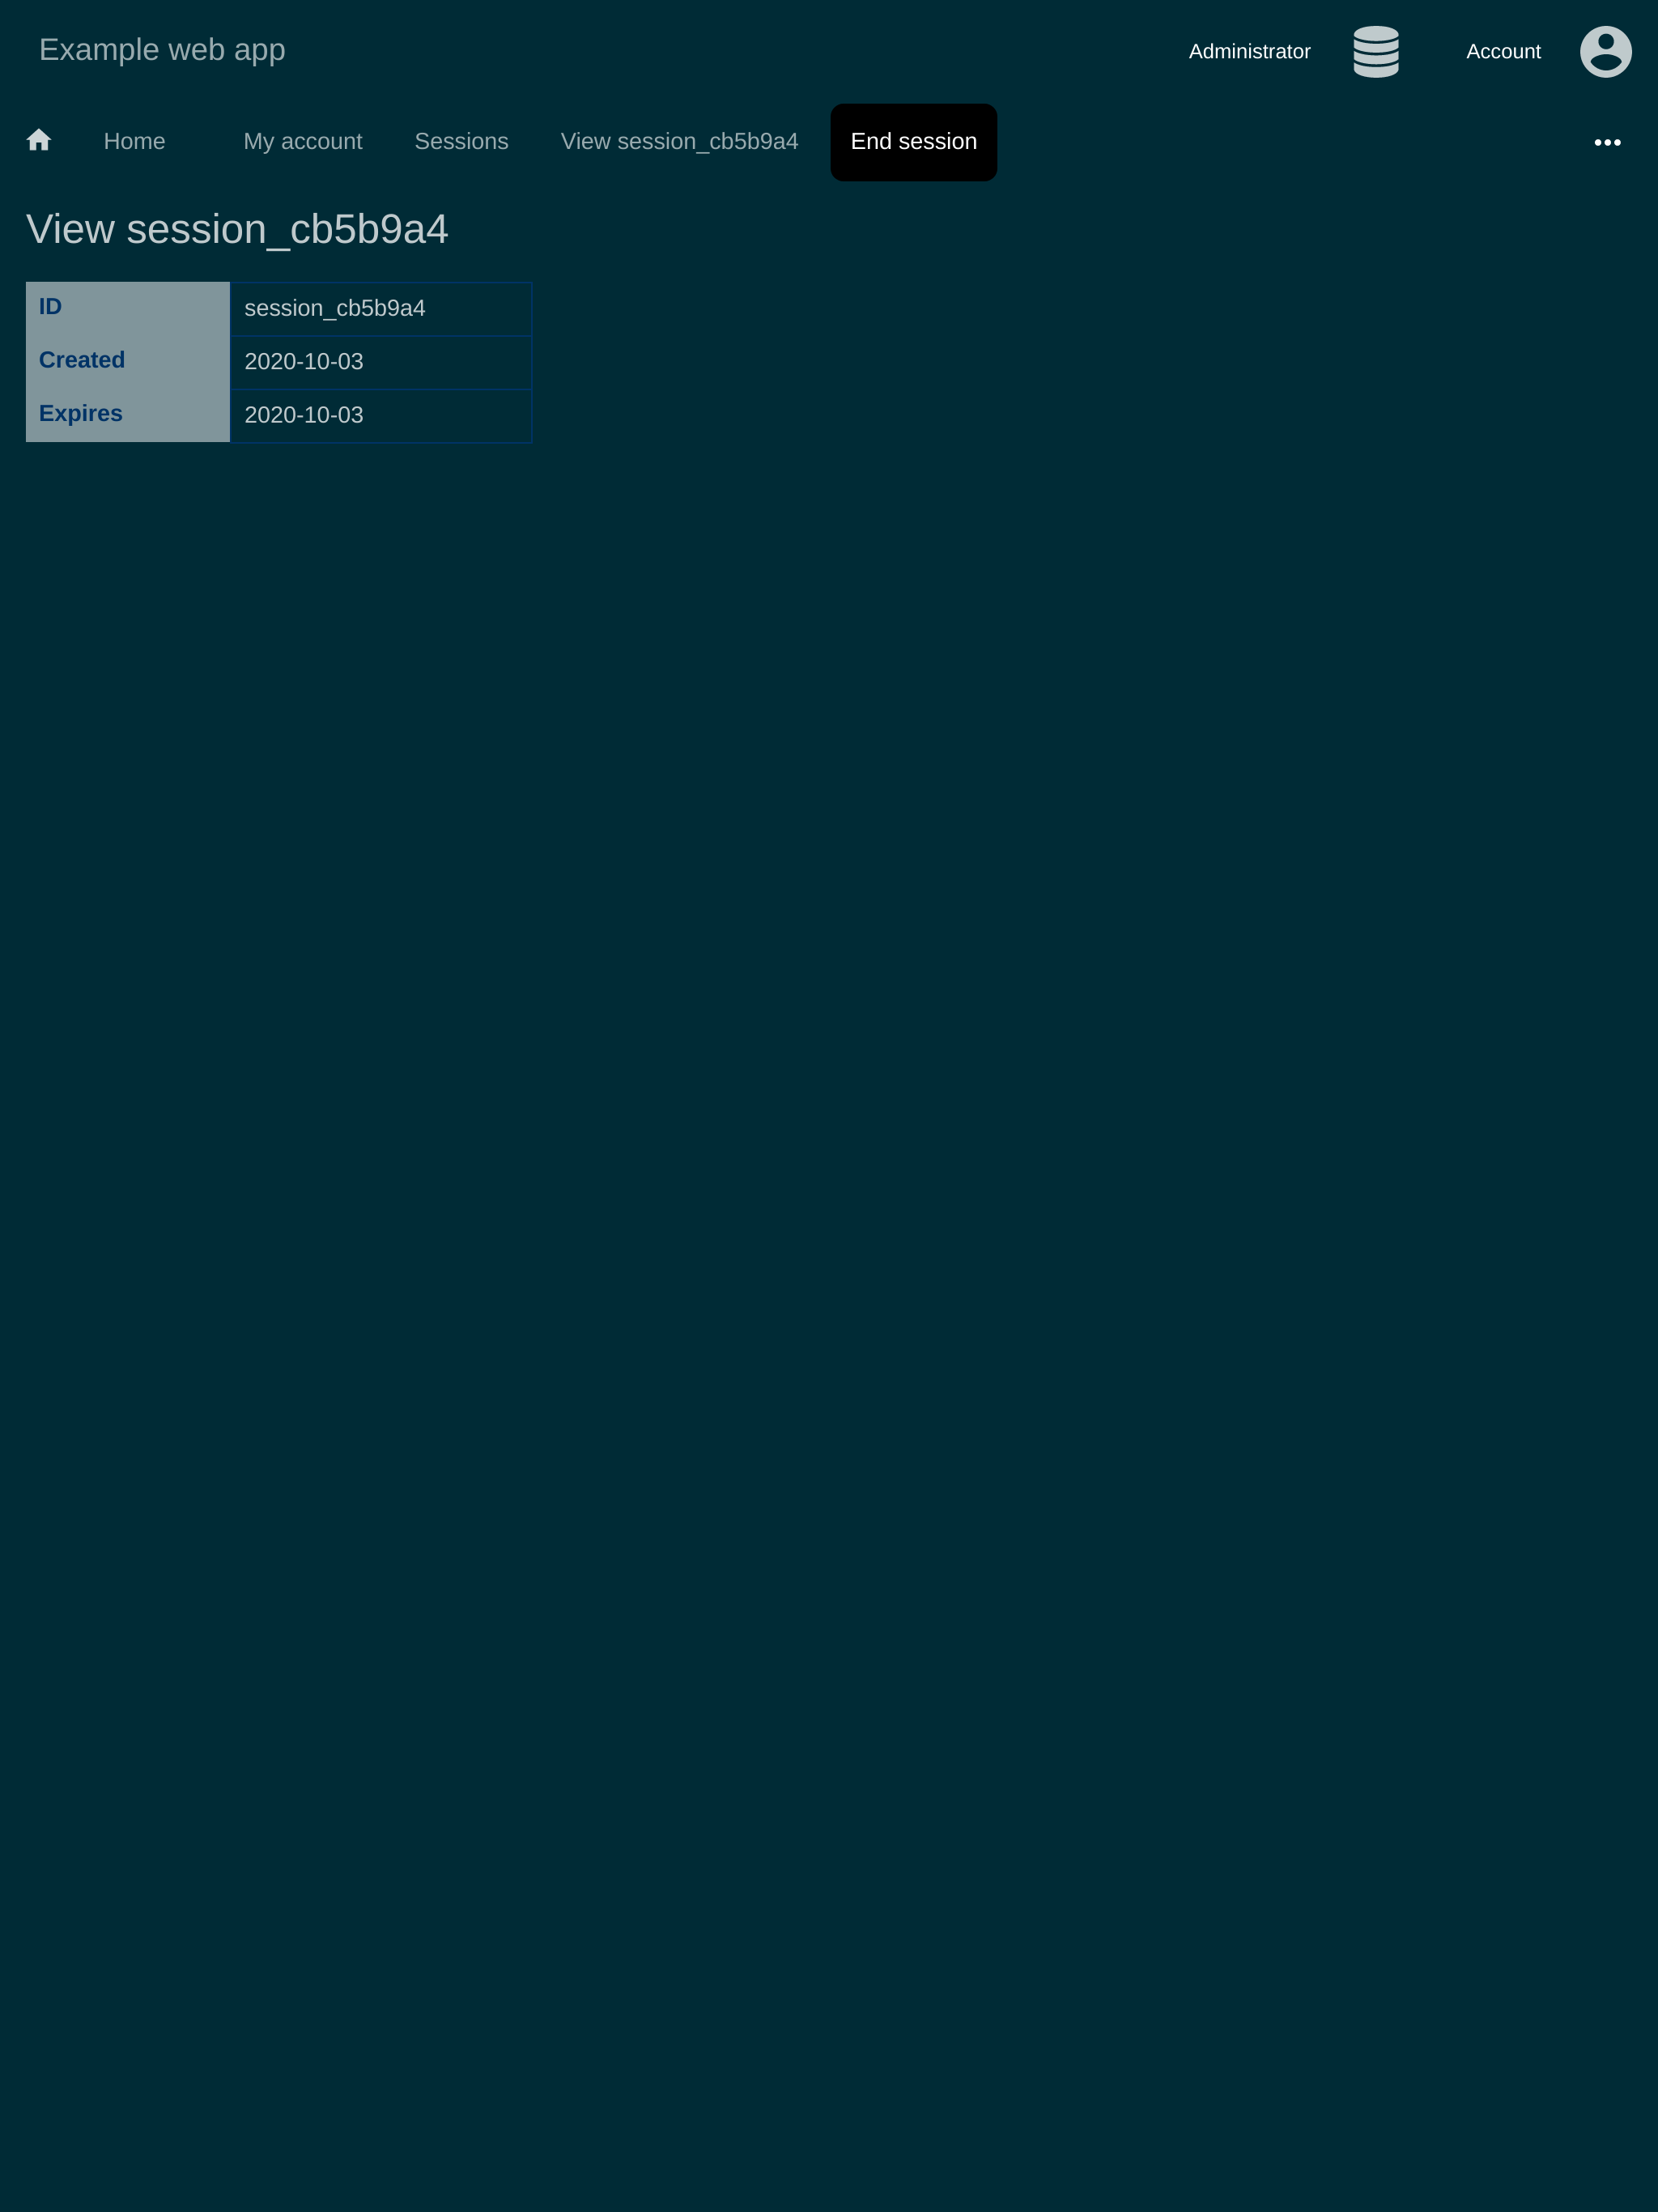 Example web app Administrator Account
Home My account Sessions View session_cb5b9a4 End session
View session_cb5b9a4
ID session_cb5b9a4
Created 2020-10-03
Expires 2020-10-03